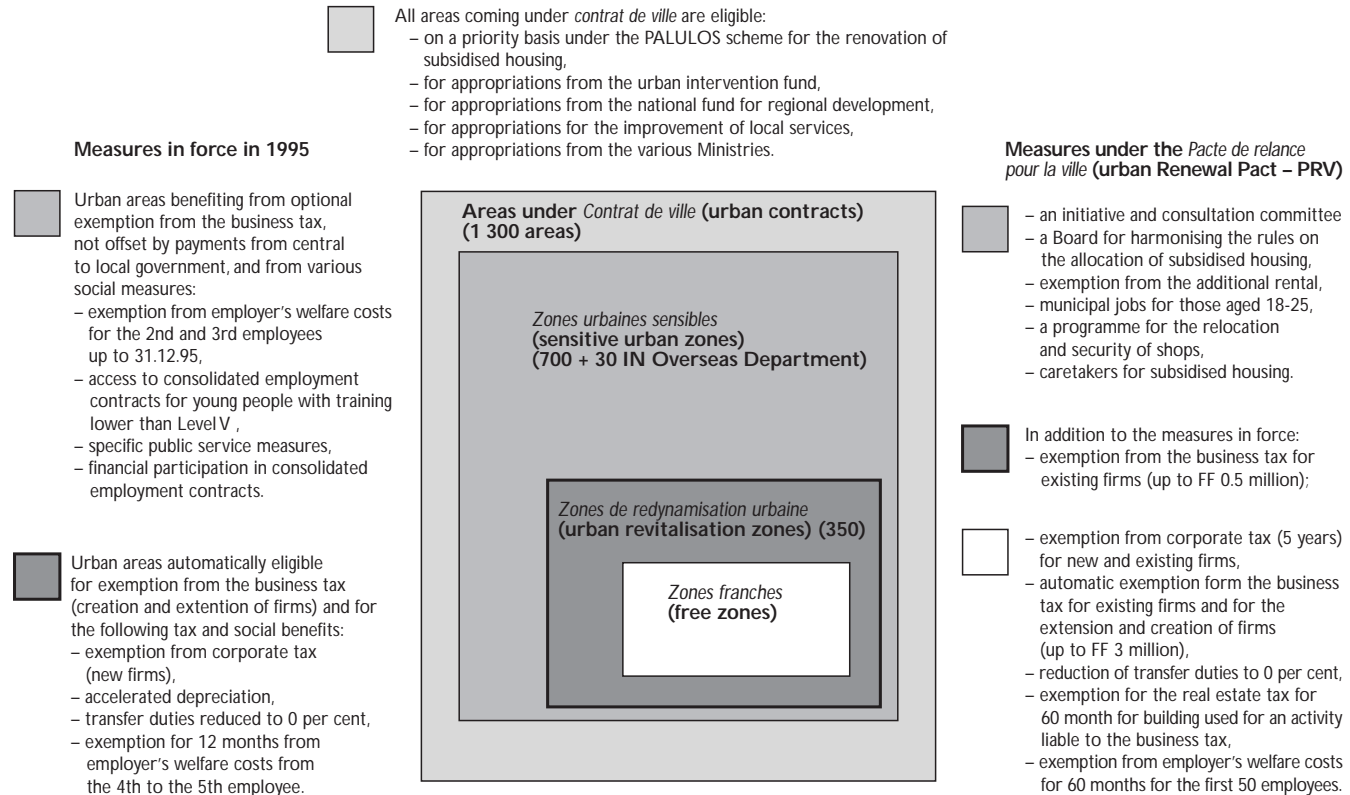 All areas coming under contrat de ville are eligible:
– on a priority basis under the PALULOS scheme for the renovation of
subsidised housing,
– for appropriations from the urban intervention fund,
– for appropriations from the national fund for regional development,
– for appropriations for the improvement of local services,
– for appropriations from the various Ministries.
Measures in force in 1995
Urban areas benefiting from optional
exemption from the business tax,
not offset by payments from central
to local government, and from various
social measures:
– exemption from employer's welfare costs
for the 2nd and 3rd employees
up to 31.12.95,
– access to consolidated employment
contracts for young people with training
lower than Level V ,
– specific public service measures,
– financial participation in consolidated
employment contracts.
Urban areas automatically eligible
for exemption from the business tax
(creation and extention of firms) and for
the following tax and social benefits:
– exemption from corporate tax
(new firms),
– accelerated depreciation,
– transfer duties reduced to 0 per cent,
– exemption for 12 months from
employer's welfare costs from
the 4th to the 5th employee.
Areas under Contrat de ville (urban contracts)
(1 300 areas)
Zones urbaines sensibles
(sensitive urban zones)
(700 + 30 IN Overseas Department)
Zones de redynamisation urbaine
(urban revitalisation zones) (350)
Zones franches
(free zones)
Measures under the Pacte de relance
pour la ville (urban Renewal Pact – PRV)
– an initiative and consultation committee
– a Board for harmonising the rules on
the allocation of subsidised housing,
– exemption from the additional rental,
– municipal jobs for those aged 18-25,
– a programme for the relocation
and security of shops,
– caretakers for subsidised housing.
In addition to the measures in force:
– exemption from the business tax for
existing firms (up to FF 0.5 million);
– exemption from corporate tax (5 years)
for new and existing firms,
– automatic exemption form the business
tax for existing firms and for the
extension and creation of firms
(up to FF 3 million),
– reduction of transfer duties to 0 per cent,
– exemption for the real estate tax for
60 month for building used for an activity
liable to the business tax,
– exemption from employer's welfare costs
for 60 months for the first 50 employees.